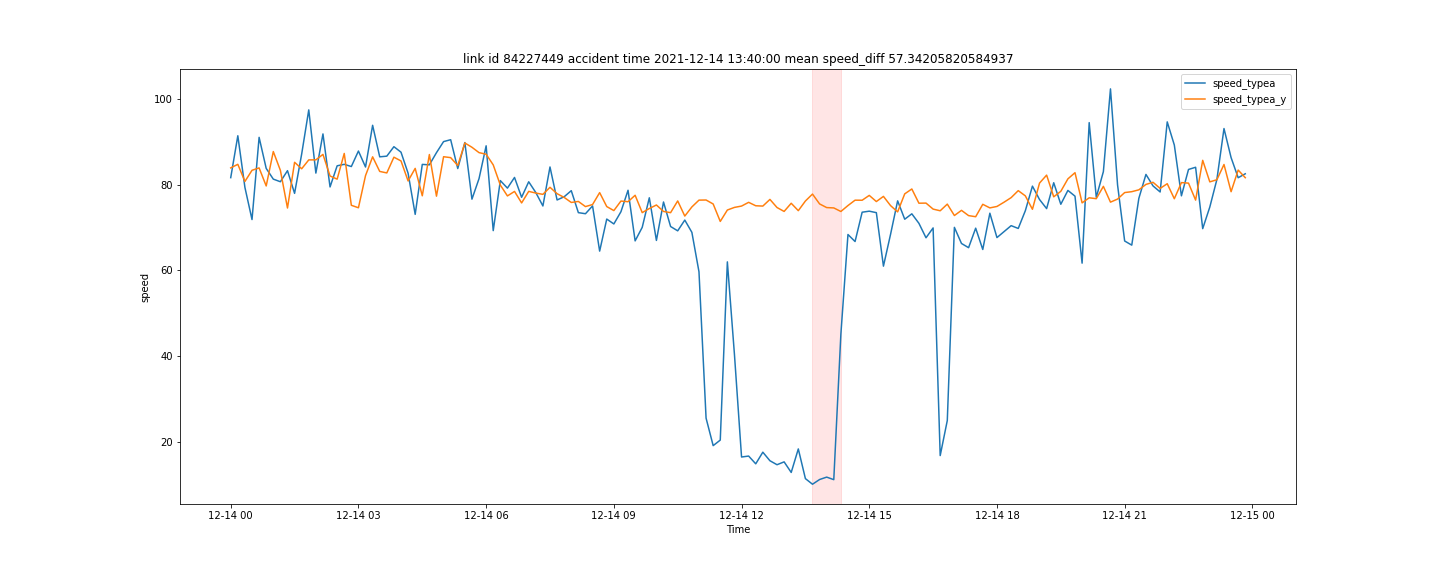 link id 84227449 accident time 2021-12-14 13:40:00 mean speed_diff 57.34205820584937
speed_typea
speed_typea_y
100
80
60
40
20
speed
12-14 00
12-14 03
12-14 06
12-14 09
12-14 12
12-14 15
12-14 18
12-14 21
12-15 00
Time